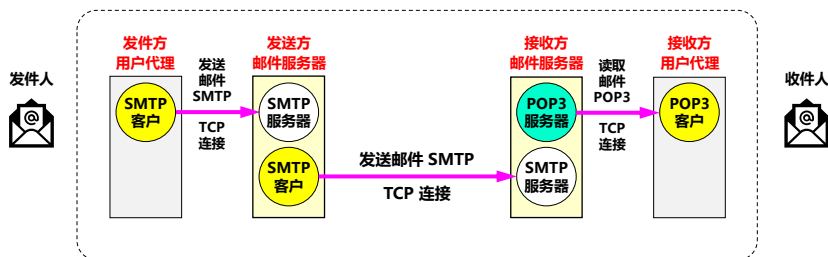 发件人
@
发件方
用户代理
SMTP
客户
发送
邮件
SMTP
TCP
连接
发送方
邮件服务器
SMTP
服务器
SMTP
客户
发送邮件 SMTP
TCP 连接
接收方
邮件服务器
POP3
服务器
SMTP
服务器
读取
邮件
POP3
TCP
连接
接收方
用户代理
POP3
客户
收件人
@